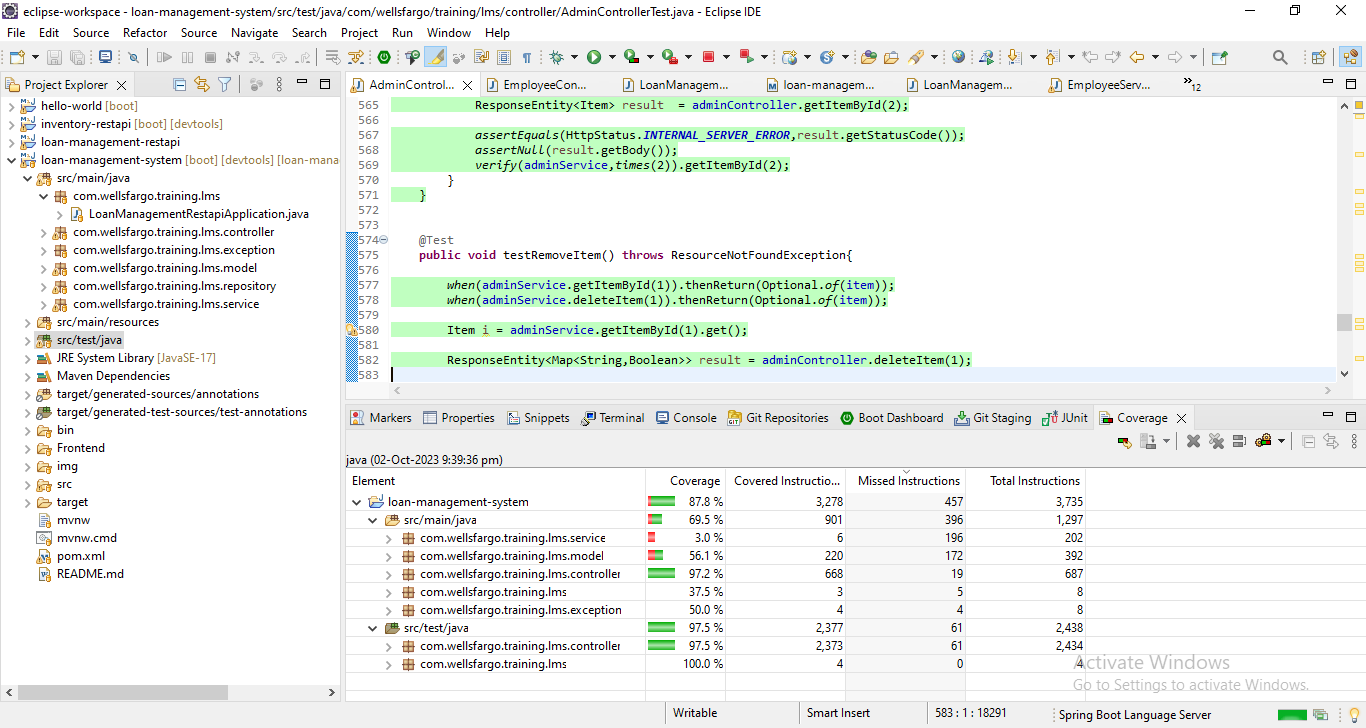 eclipse-workspace - loan-management-system/src/test/java/com/wellsfargo/training/lms/controller/AdminControllerTest.java - Eclipse IDE
File Edit Source Refactor Source Navigate Search Project Run Window Help
Project Explorer
hello-world [boot]
inventory-restapi [boot] [devtools]
loan-management-restapi
loan-management-system [boot] [devtools] [loan-mana
src/main/java
com.wellsfargo.training.lms
LoanManagementRestapiApplication.java
com.wellsfargo.training.lms.controller
com.wellsfargo.training.lms.exception
com.wellsfargo.training.lms.model
com.wellsfargo.training.lms.repository
com.wellsfargo.training.lms.service
src/main/resources
src/test/java
JRE System Library [JavaSE-17]
Maven Dependencies
target/generated-sources/annotations
target/generated-test-sources/test-annotations
bin
Frontend
img
src
target
mvnw
mvnw.cmd
pom.xml
README.md
AdminControl... EmployeeCon... LoanManagem... loan-managem... LoanManagem... EmployeeServ... »12
565 ResponseEntity<Item> result = adminController.getItemById(2);
566
567 assertEquals(HttpStatus.INTERNAL_SERVER_ERROR,result.getStatusCode());
568 assertNull(result.getBody());
569 verify(adminService,times(2)).getItemById(2);
570 }
571 }
572
573
574 @Test
575 public void testRemoveItem() throws ResourceNotFoundException{
576
577 when(adminService.getItemById(1)).thenReturn(Optional.of(item));
578 when(adminService.deleteItem(1)).thenReturn(Optional.of(item));
579
580 Item i = adminService.getItemById(1).get();
581
582 ResponseEntity<Map<String,Boolean>> result = adminController.deleteItem(1);
583
Markers Properties Snippets Terminal Console Git Repositories Boot Dashboard Git Staging JUnit Coverage
java (02-Oct-2023 9:39:36 pm)
Element Coverage Covered Instructio... Missed Instructions Total Instructions
loan-management-system 87.8 % 3,278 457 3,735
src/main/java 69.5 % 901 396 1,297
com.wellsfargo.training.lms.service 3.0 % 6 196 202
com.wellsfargo.training.lms.model 56.1 % 220 172 392
com.wellsfargo.training.lms.controller 97.2 % 668 19 687
com.wellsfargo.training.lms 37.5 % 3 5 8
com.wellsfargo.training.lms.exception 50.0 % 4 4 8
src/test/java 97.5 % 2,377 61 2,438
com.wellsfargo.training.lms.controller 97.5 % 2,373 61 2,434
com.wellsfargo.training.lms 100.0 % 4 0 4
Activate Windows
Go to Settings to activate Windows.
Writable Smart Insert 583 : 1 : 18291 Spring Boot Language Server